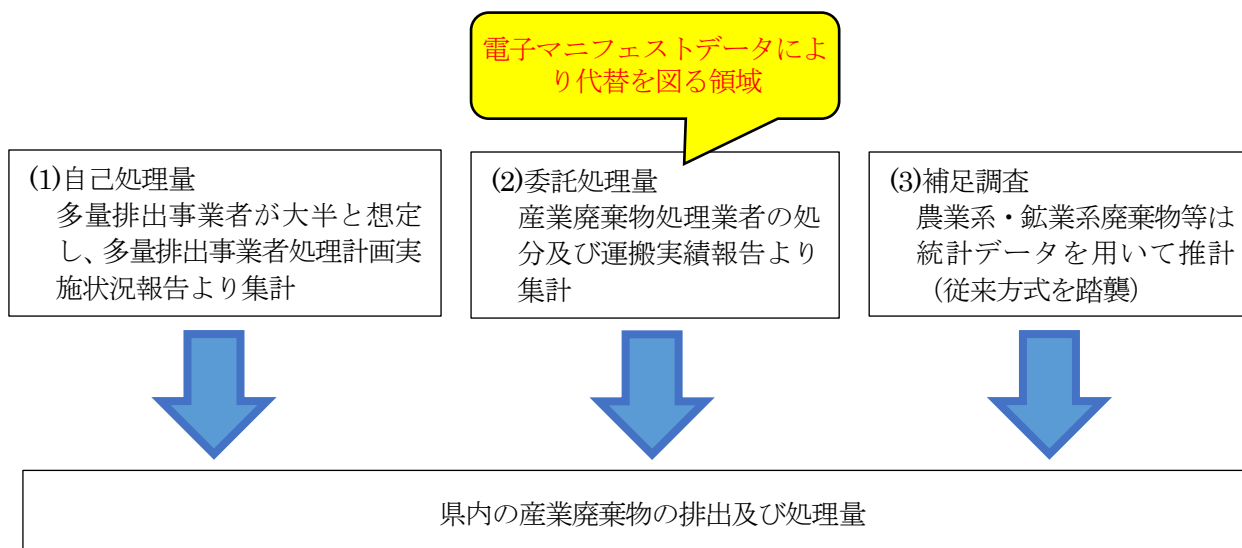 電子マニフェストデータによ
り代替を図る領域
(1)自己処理量
多量排出事業者が大半と想定
し、多量排出事業者処理計画実
施状況報告より集計
(2)委託処理量
産業廃棄物処理業者の処
分及び運搬実績報告より
集計
(3)補足調査
農業系・鉱業系廃棄物等は
統計データを用いて推計
（従来方式を踏襲）
県内の産業廃棄物の排出及び処理量